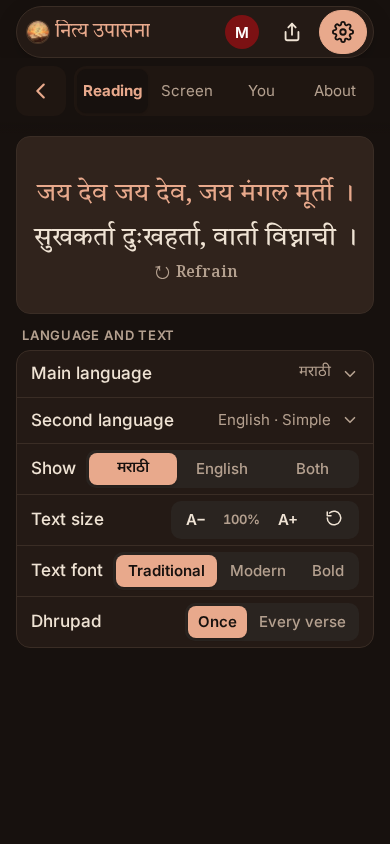 नित्य उपासना
M
Reading Screen You About
जय देव जय देव, जय मंगल मूर्ती ।
सुखकर्ता दुःखहर्ता, वार्ता विघ्नाची ।
Refrain
LANGUAGE AND TEXT
Main language मराठी
Second language English · Simple
Show मराठी English Both
Text size A− 100% A+
Text font Traditional Modern Bold
Dhrupad Once Every verse